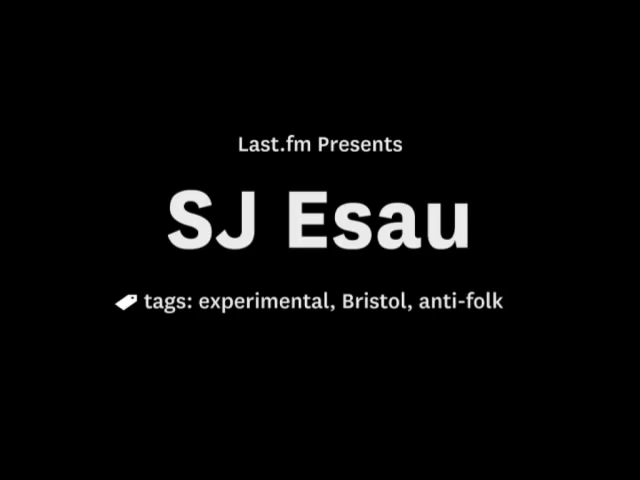 Last.fm Presents
SJ Esau
tags: experimental, Bristol, anti-folk